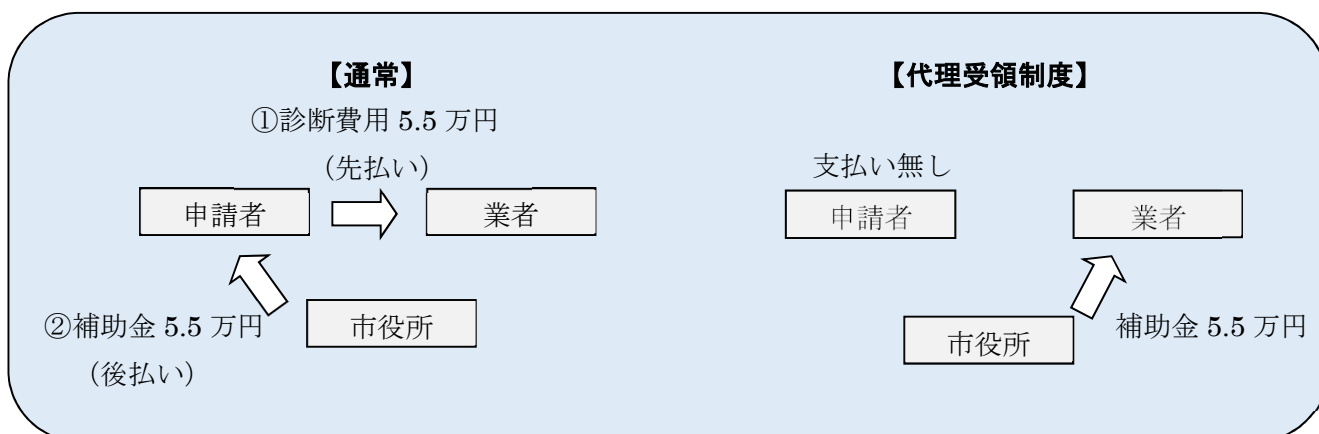 【通常】
①診断費用 5.5 万円
（先払い）
申請者
業者
②補助金 5.5 万円
（後払い）
市役所
【代理受領制度】
支払い無し
申請者
業者
市役所
補助金 5.5 万円